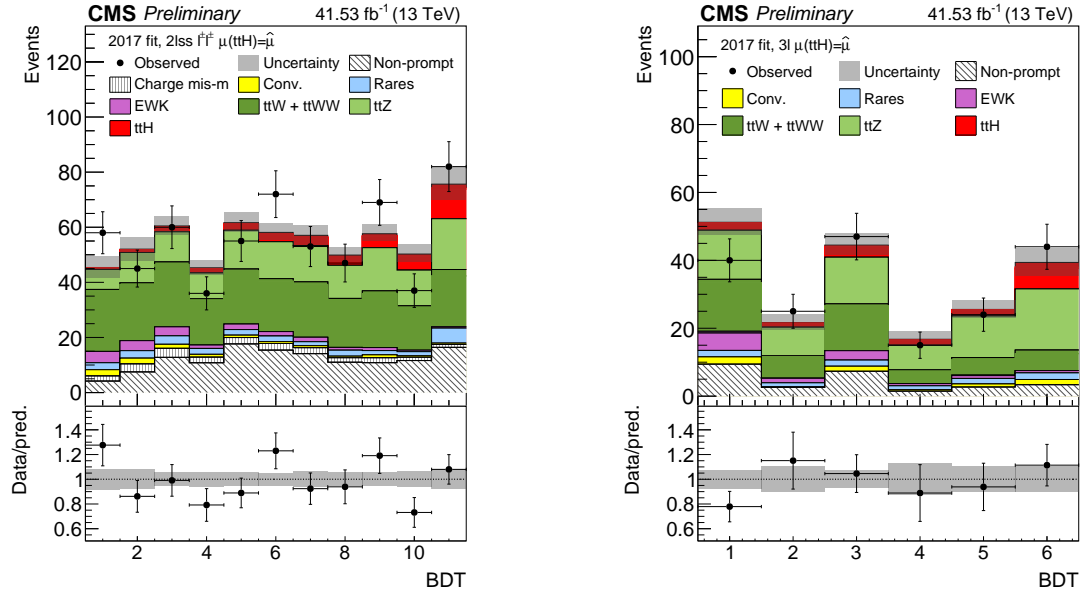 CMS Preliminary 41.53 fb⁻¹ (13 TeV)
2017 fit, 2lss l±l± μ(ttH)=μ̂
Observed Uncertainty Non-prompt
Charge mis-m Conv. Rares
EWK ttW + ttWW ttZ
ttH
Events
120
100
80
60
40
20
0
Data/pred.
1.4
1.2
1
0.8
0.6
2 4 6 8 10
BDT
CMS Preliminary 41.53 fb⁻¹ (13 TeV)
2017 fit, 3l μ(ttH)=μ̂
Observed Uncertainty Non-prompt
Conv. Rares EWK
ttW + ttWW ttZ ttH
Events
100
80
60
40
20
0
Data/pred.
1.4
1.2
1
0.8
0.6
1 2 3 4 5 6
BDT